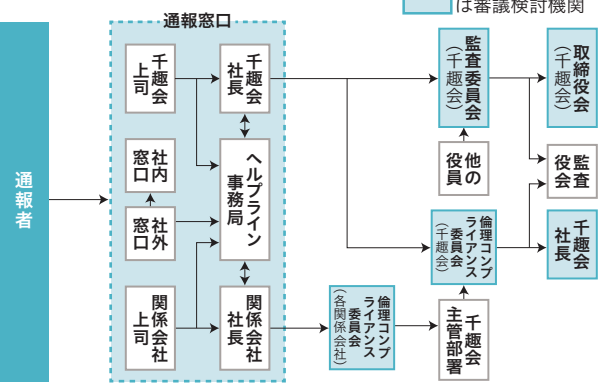 は審議検討機関
通報窓口
通報者
千趣会
上司
千趣会
社長
社内
窓口
社外
窓口
ヘルプライン
事務局
関係会社
上司
関係会社
社長
倫理コンプ
ライアンス
委員会
(各関係会社)
監査委員会
(千趣会)
他の
役員
倫理コンプ
ライアンス
委員会
(千趣会)
千趣会
主管部署
取締役会
(千趣会)
監査
役会
千趣会
社長